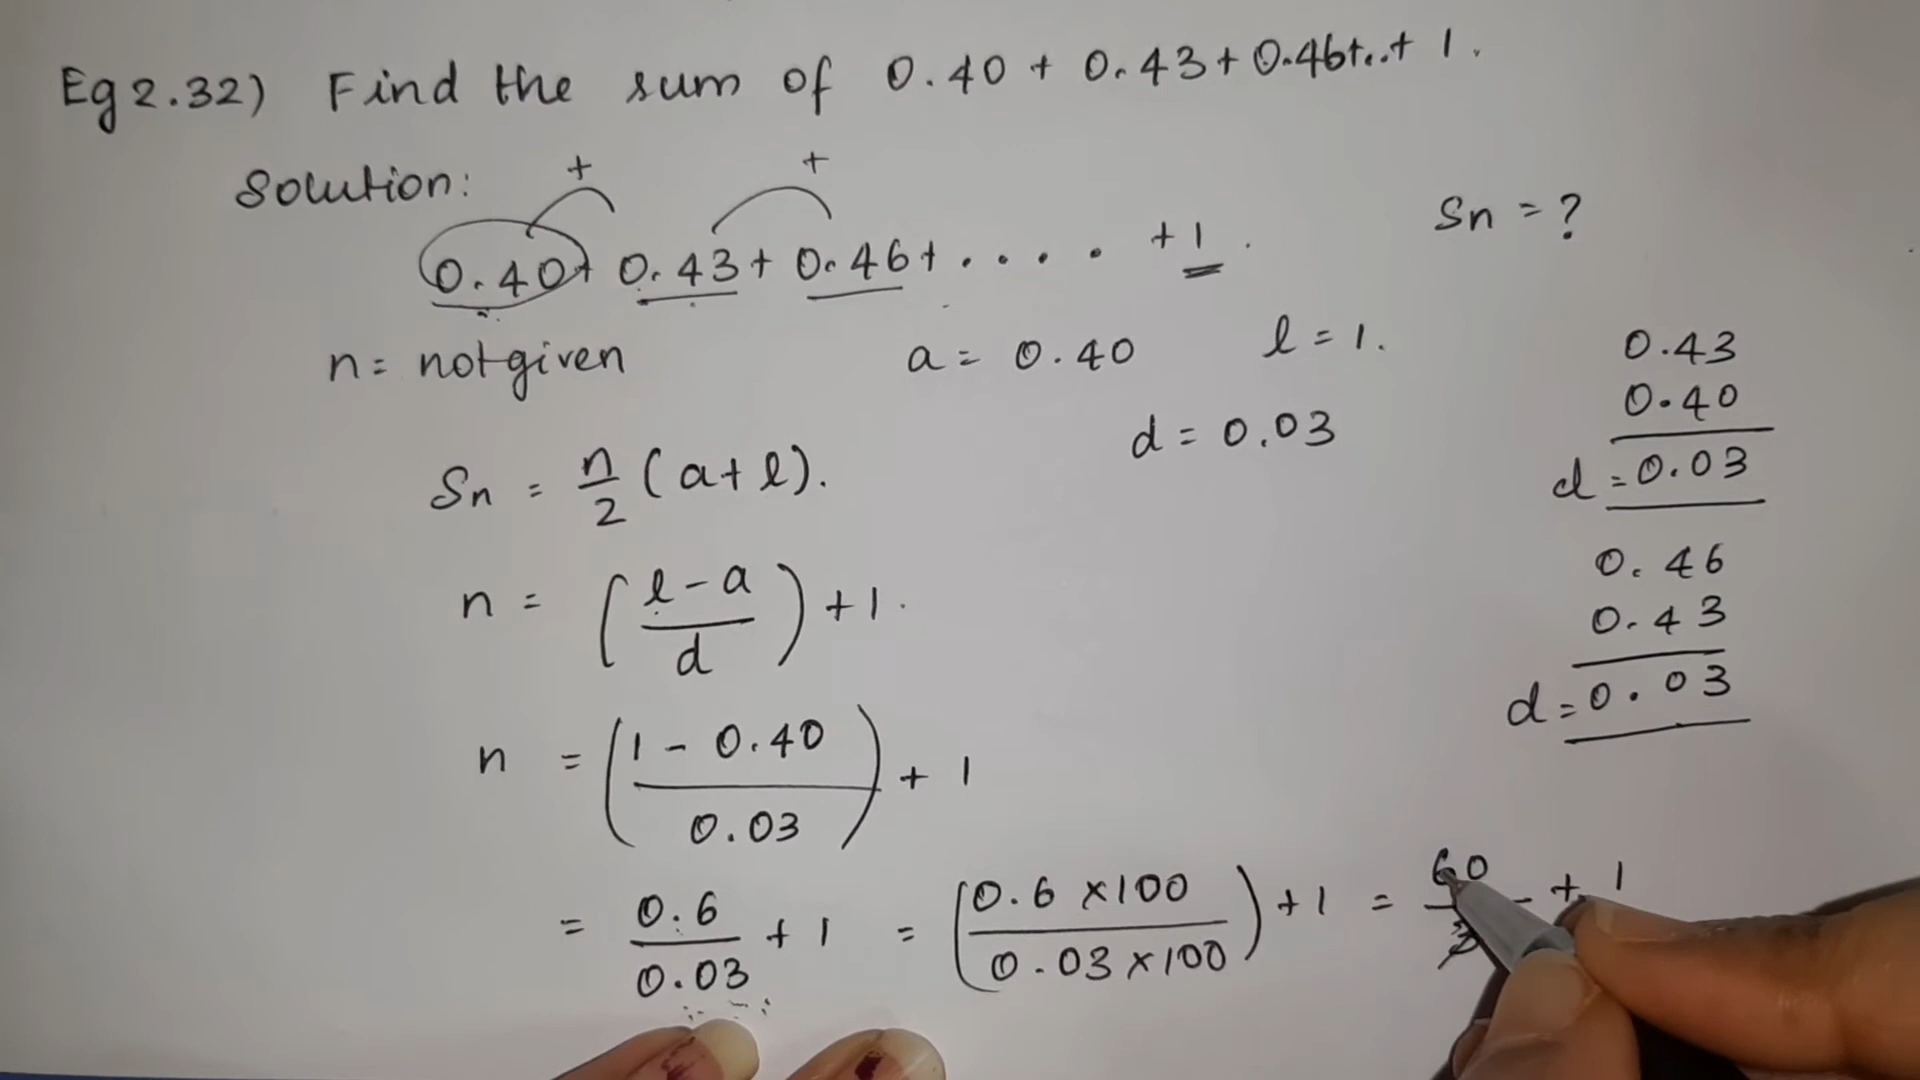 Eg 2.32) Find the sum of 0.40 + 0.43 + 0.46 +..+ 1.
Solution:
+ +
0.40 + 0.43 + 0.46 + . . . . + 1 .
Sn = ?
n = not given a = 0.40 l = 1.
d = 0.03
0.43
0.40
d = 0.03
Sn = n/2 (a + l).
n = ( l - a / d ) + 1.
0.46
0.43
d = 0.03
n = ( 1 - 0.40 / 0.03 ) + 1
= 0.6 / 0.03 + 1 = ( 0.6 × 100 / 0.03 × 100 ) + 1 = 60 / 3 + 1